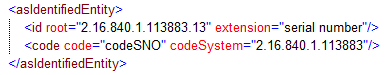 <asIdentifiedEntity>
<id root="2.16.840.1.113883.13" extension="serial number"/>
<code code="codeSNO" codeSystem="2.16.840.1.113883"/>
</asIdentifiedEntity>